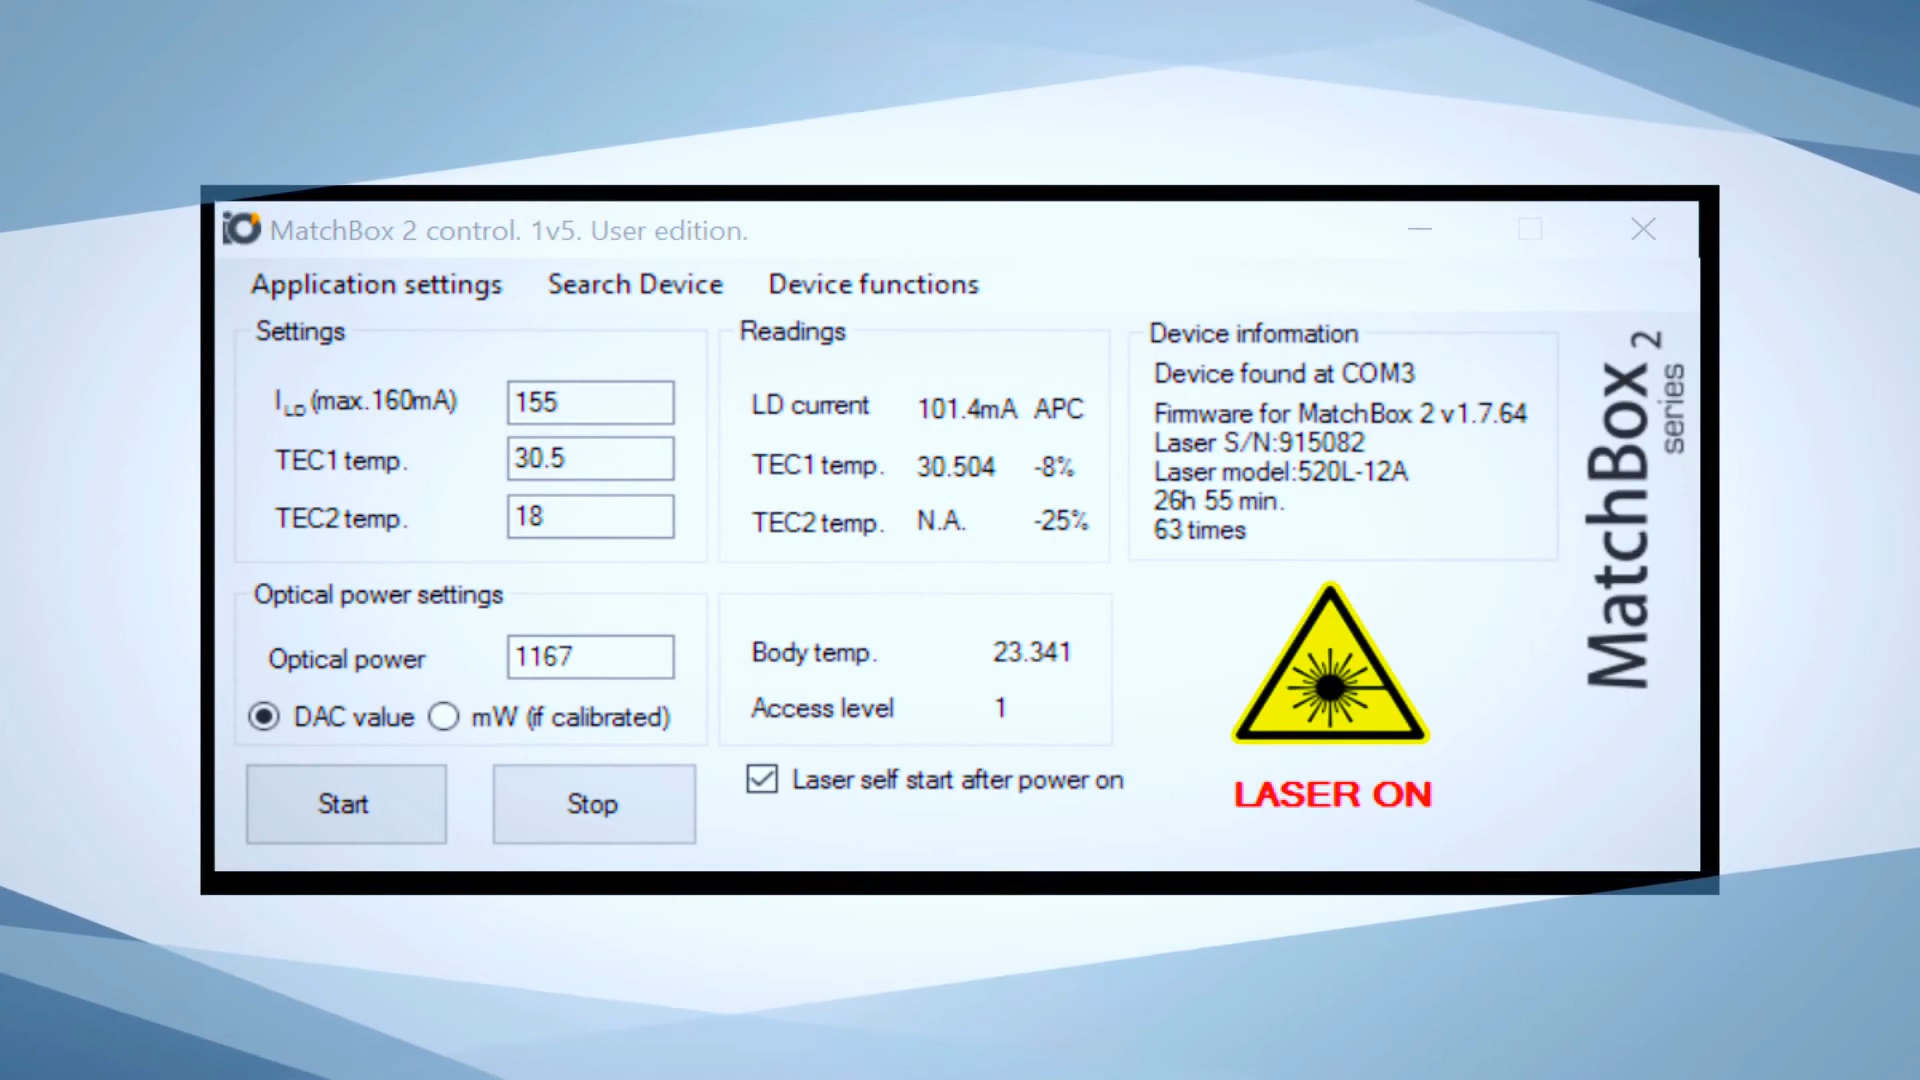 MatchBox 2 control. 1v5. User edition.
Application settings Search Device Device functions
Settings
I LD (max.160mA) 155
TEC1 temp. 30.5
TEC2 temp. 18
Readings
LD current 101.4mA APC
TEC1 temp. 30.504 -8%
TEC2 temp. N.A. -25%
Device information
Device found at COM3
Firmware for MatchBox 2 v1.7.64
Laser S/N:915082
Laser model:520L-12A
26h 55 min.
63 times
MatchBox 2
series
Optical power settings
Optical power 1167
DAC value mW (if calibrated)
Body temp. 23.341
Access level 1
Start Stop
Laser self start after power on
LASER ON